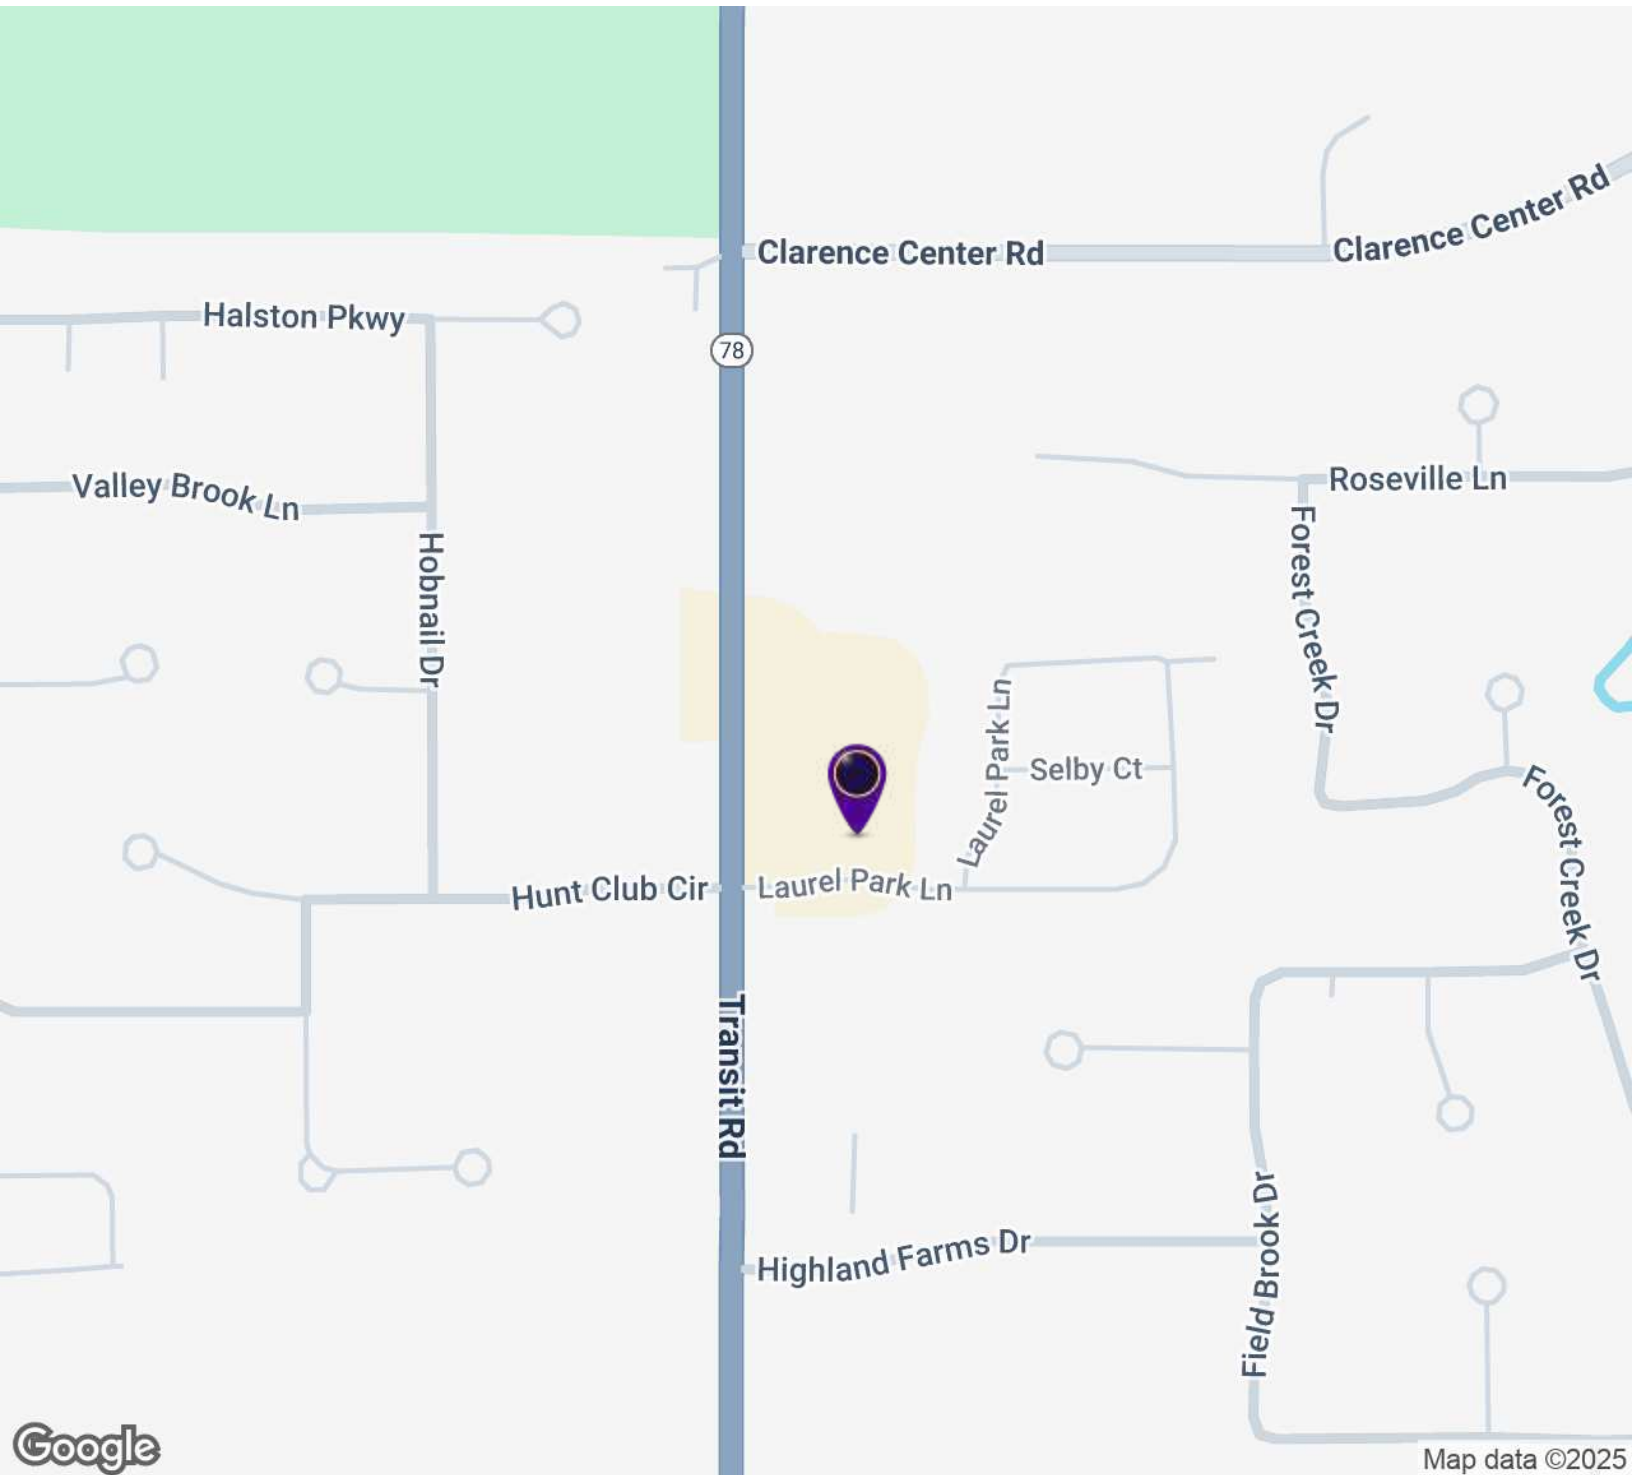 Clarence Center Rd
Clarence Center Rd
Halston Pkwy
78
Valley Brook Ln
Roseville Ln
Hobnail Dr
Forest Creek Dr
Laurel Park Ln
Selby Ct
Forest Creek Dr
Hunt Club Cir
Laurel Park Ln
Transit Rd
Highland Farms Dr
Field Brook Dr
Google
Map data ©2025